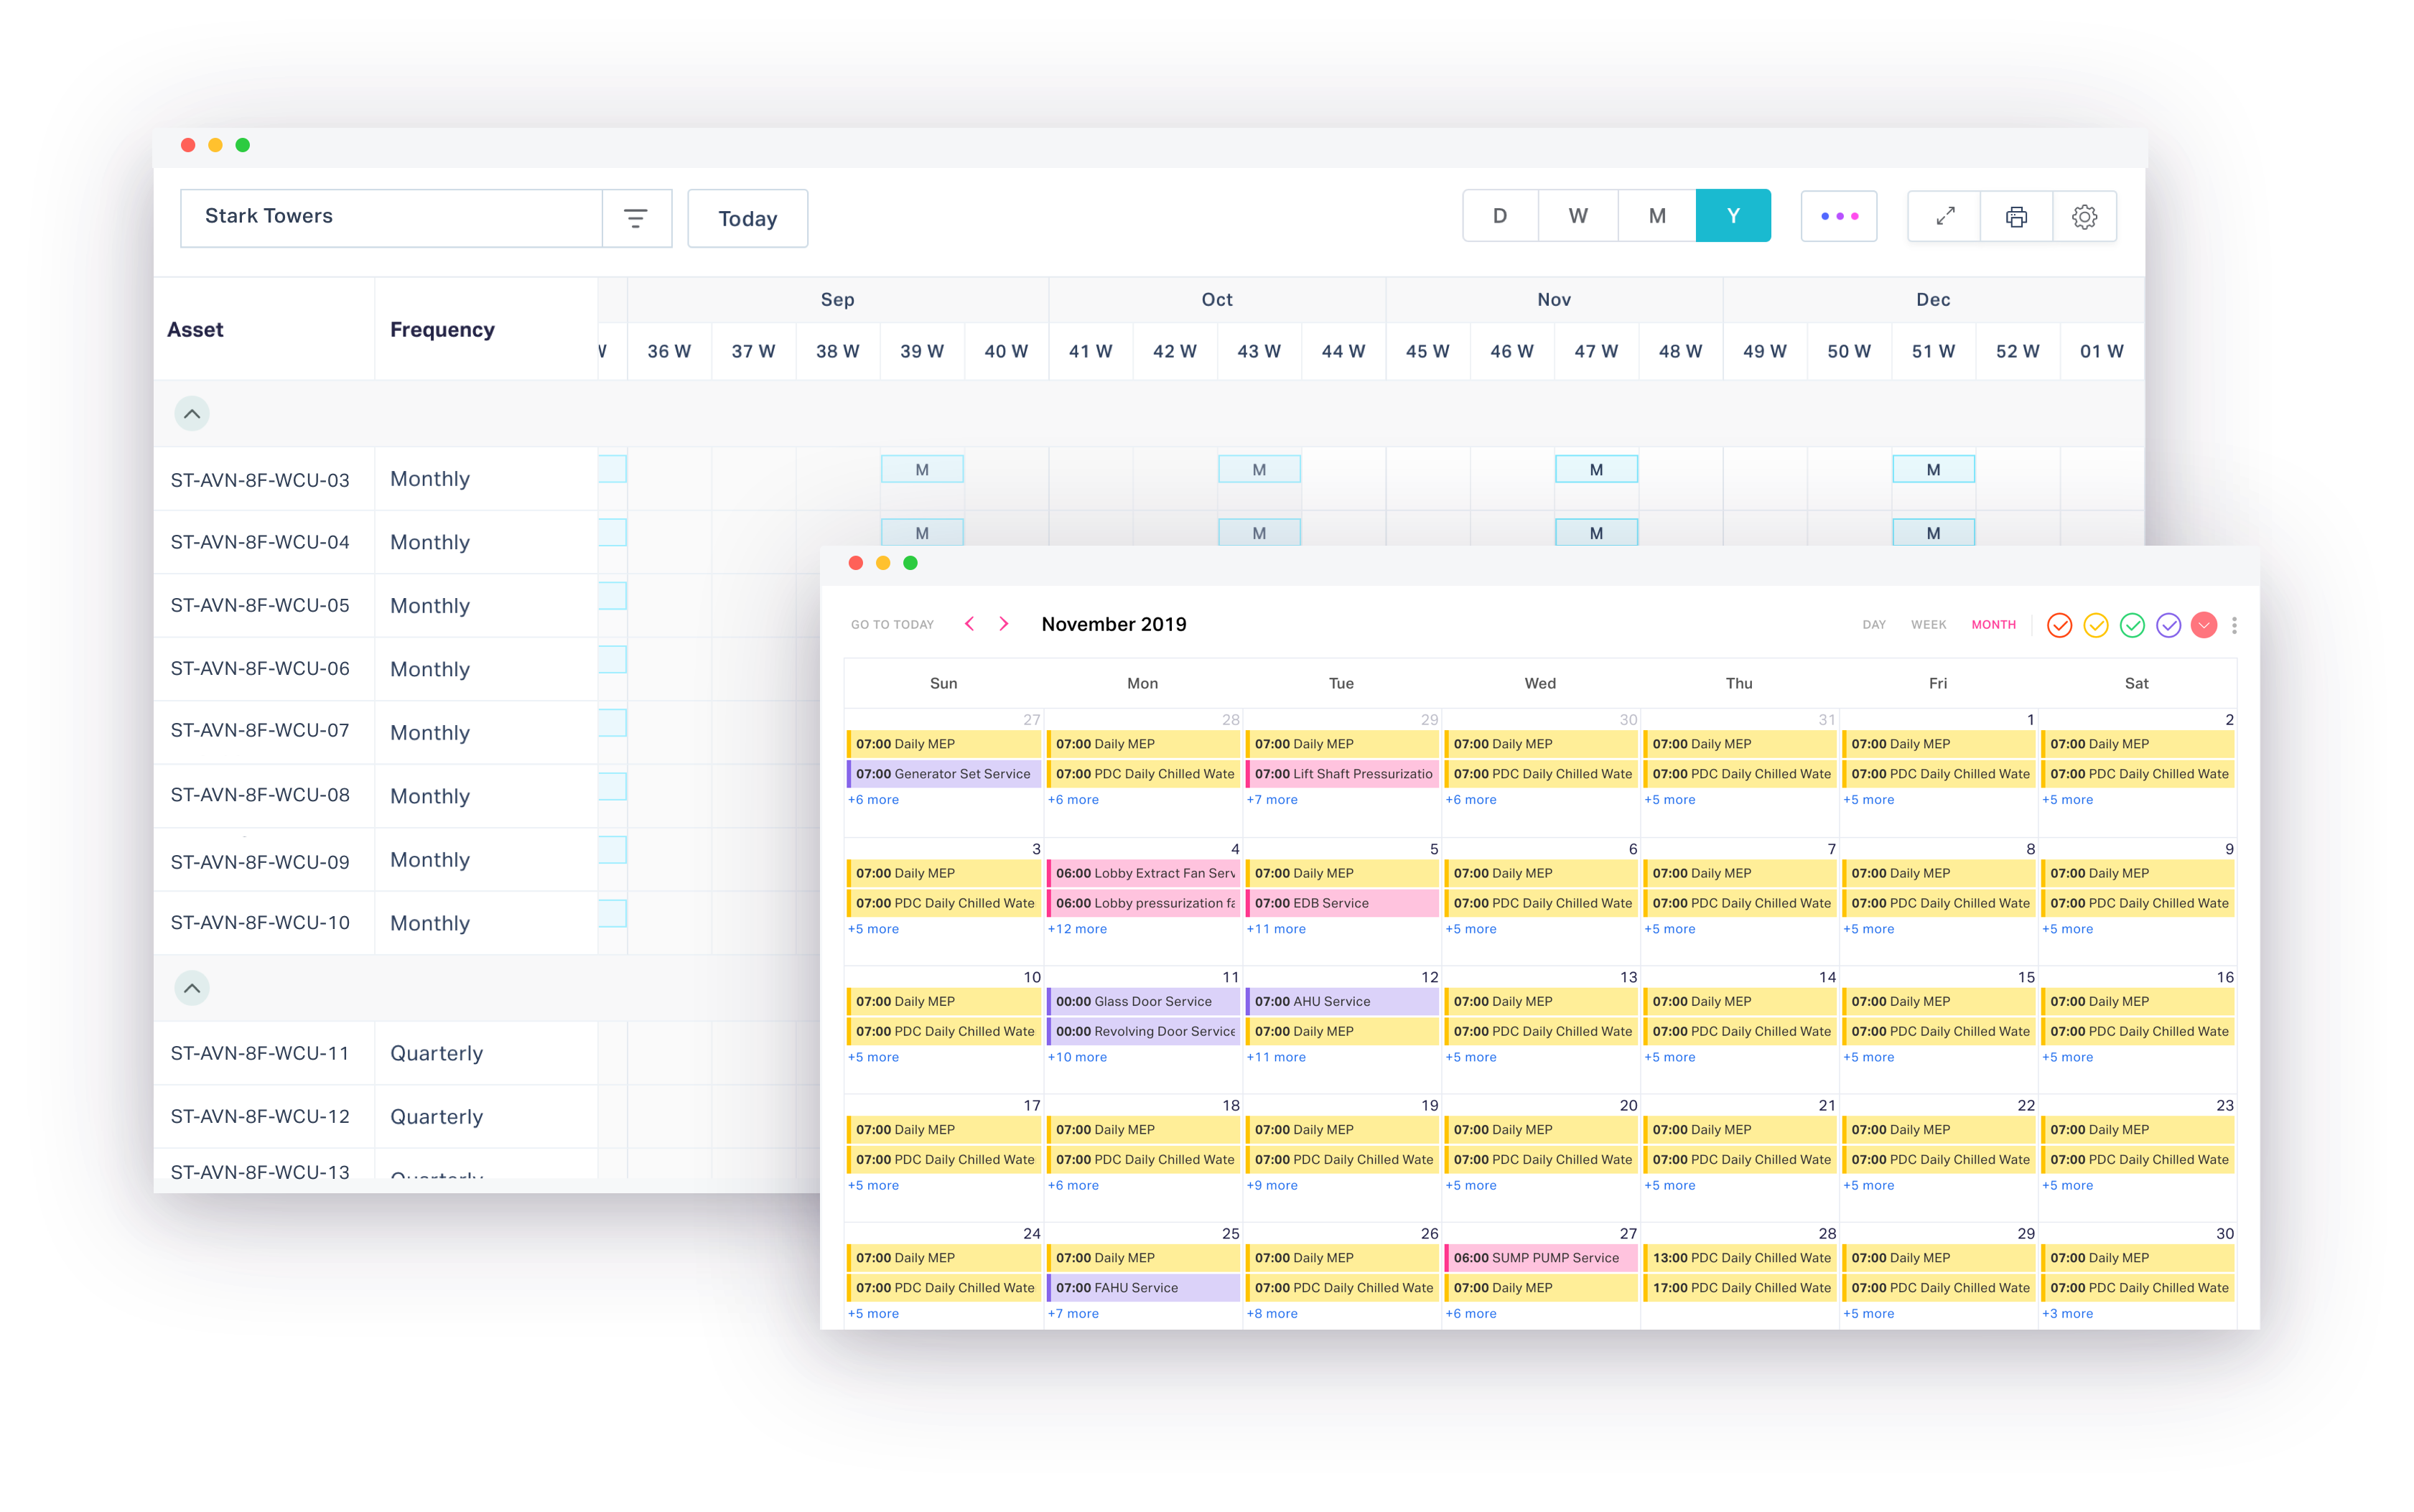 Stark Towers
Today
D W M Y
Asset Frequency Sep Oct Nov Dec
36 W 37 W 38 W 39 W 40 W 41 W 42 W 43 W 44 W 45 W 46 W 47 W 48 W 49 W 50 W 51 W 52 W 01 W
ST-AVN-8F-WCU-03 Monthly M M M M
ST-AVN-8F-WCU-04 Monthly M M M M
ST-AVN-8F-WCU-05 Monthly
ST-AVN-8F-WCU-06 Monthly
ST-AVN-8F-WCU-07 Monthly
ST-AVN-8F-WCU-08 Monthly
ST-AVN-8F-WCU-09 Monthly
ST-AVN-8F-WCU-10 Monthly
ST-AVN-8F-WCU-11 Quarterly
ST-AVN-8F-WCU-12 Quarterly
ST-AVN-8F-WCU-13 Quarterly
GO TO TODAY November 2019 DAY WEEK MONTH
Sun Mon Tue Wed Thu Fri Sat
27 28 29 30 31 1 2
07:00 Daily MEP 07:00 Daily MEP 07:00 Daily MEP 07:00 Daily MEP 07:00 Daily MEP 07:00 Daily MEP 07:00 Daily MEP
07:00 Generator Set Service 07:00 PDC Daily Chilled Wate 07:00 Lift Shaft Pressurizatio 07:00 PDC Daily Chilled Wate 07:00 PDC Daily Chilled Wate 07:00 PDC Daily Chilled Wate 07:00 PDC Daily Chilled Wate
+6 more +6 more +7 more +6 more +5 more +5 more +5 more
3 4 5 6 7 8 9
07:00 Daily MEP 06:00 Lobby Extract Fan Serv 07:00 Daily MEP 07:00 Daily MEP 07:00 Daily MEP 07:00 Daily MEP 07:00 Daily MEP
07:00 PDC Daily Chilled Wate 06:00 Lobby pressurization fa 07:00 EDB Service 07:00 PDC Daily Chilled Wate 07:00 PDC Daily Chilled Wate 07:00 PDC Daily Chilled Wate 07:00 PDC Daily Chilled Wate
+5 more +12 more +11 more +5 more +5 more +5 more +5 more
10 11 12 13 14 15 16
07:00 Daily MEP 00:00 Glass Door Service 07:00 AHU Service 07:00 Daily MEP 07:00 Daily MEP 07:00 Daily MEP 07:00 Daily MEP
07:00 PDC Daily Chilled Wate 00:00 Revolving Door Service 07:00 Daily MEP 07:00 PDC Daily Chilled Wate 07:00 PDC Daily Chilled Wate 07:00 PDC Daily Chilled Wate 07:00 PDC Daily Chilled Wate
+5 more +10 more +11 more +5 more +5 more +5 more +5 more
17 18 19 20 21 22 23
07:00 Daily MEP 07:00 Daily MEP 07:00 Daily MEP 07:00 Daily MEP 07:00 Daily MEP 07:00 Daily MEP 07:00 Daily MEP
07:00 PDC Daily Chilled Wate 07:00 PDC Daily Chilled Wate 07:00 PDC Daily Chilled Wate 07:00 PDC Daily Chilled Wate 07:00 PDC Daily Chilled Wate 07:00 PDC Daily Chilled Wate 07:00 PDC Daily Chilled Wate
+5 more +6 more +9 more +5 more +5 more +5 more +5 more
24 25 26 27 28 29 30
07:00 Daily MEP 07:00 Daily MEP 07:00 Daily MEP 06:00 SUMP PUMP Service 13:00 PDC Daily Chilled Wate 07:00 Daily MEP 07:00 Daily MEP
07:00 PDC Daily Chilled Wate 07:00 FAHU Service 07:00 PDC Daily Chilled Wate 07:00 Daily MEP 17:00 PDC Daily Chilled Wate 07:00 PDC Daily Chilled Wate 07:00 PDC Daily Chilled Wate
+5 more +7 more +8 more +6 more +5 more +3 more